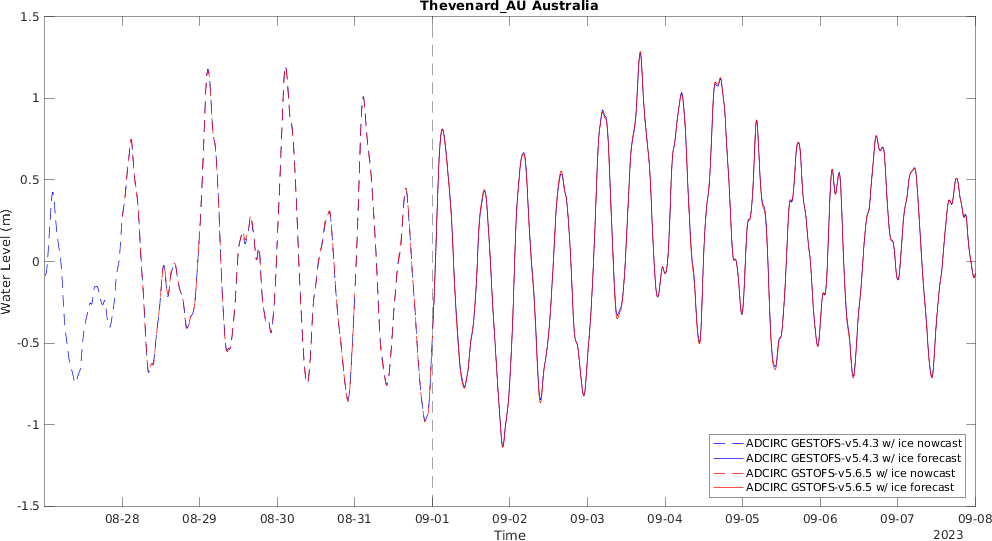 Thevenard_AU Australia
1.5
1
0.5
0
-0.5
-1
-1.5
Water Level (m)
08-28 08-29 08-30 08-31 09-01 09-02 09-03 09-04 09-05 09-06 09-07 09-08
Time
2023
ADCIRC GESTOFS-v5.4.3 w/ ice nowcast
ADCIRC GESTOFS-v5.4.3 w/ ice forecast
ADCIRC GSTOFS-v5.6.5 w/ ice nowcast
ADCIRC GSTOFS-v5.6.5 w/ ice forecast